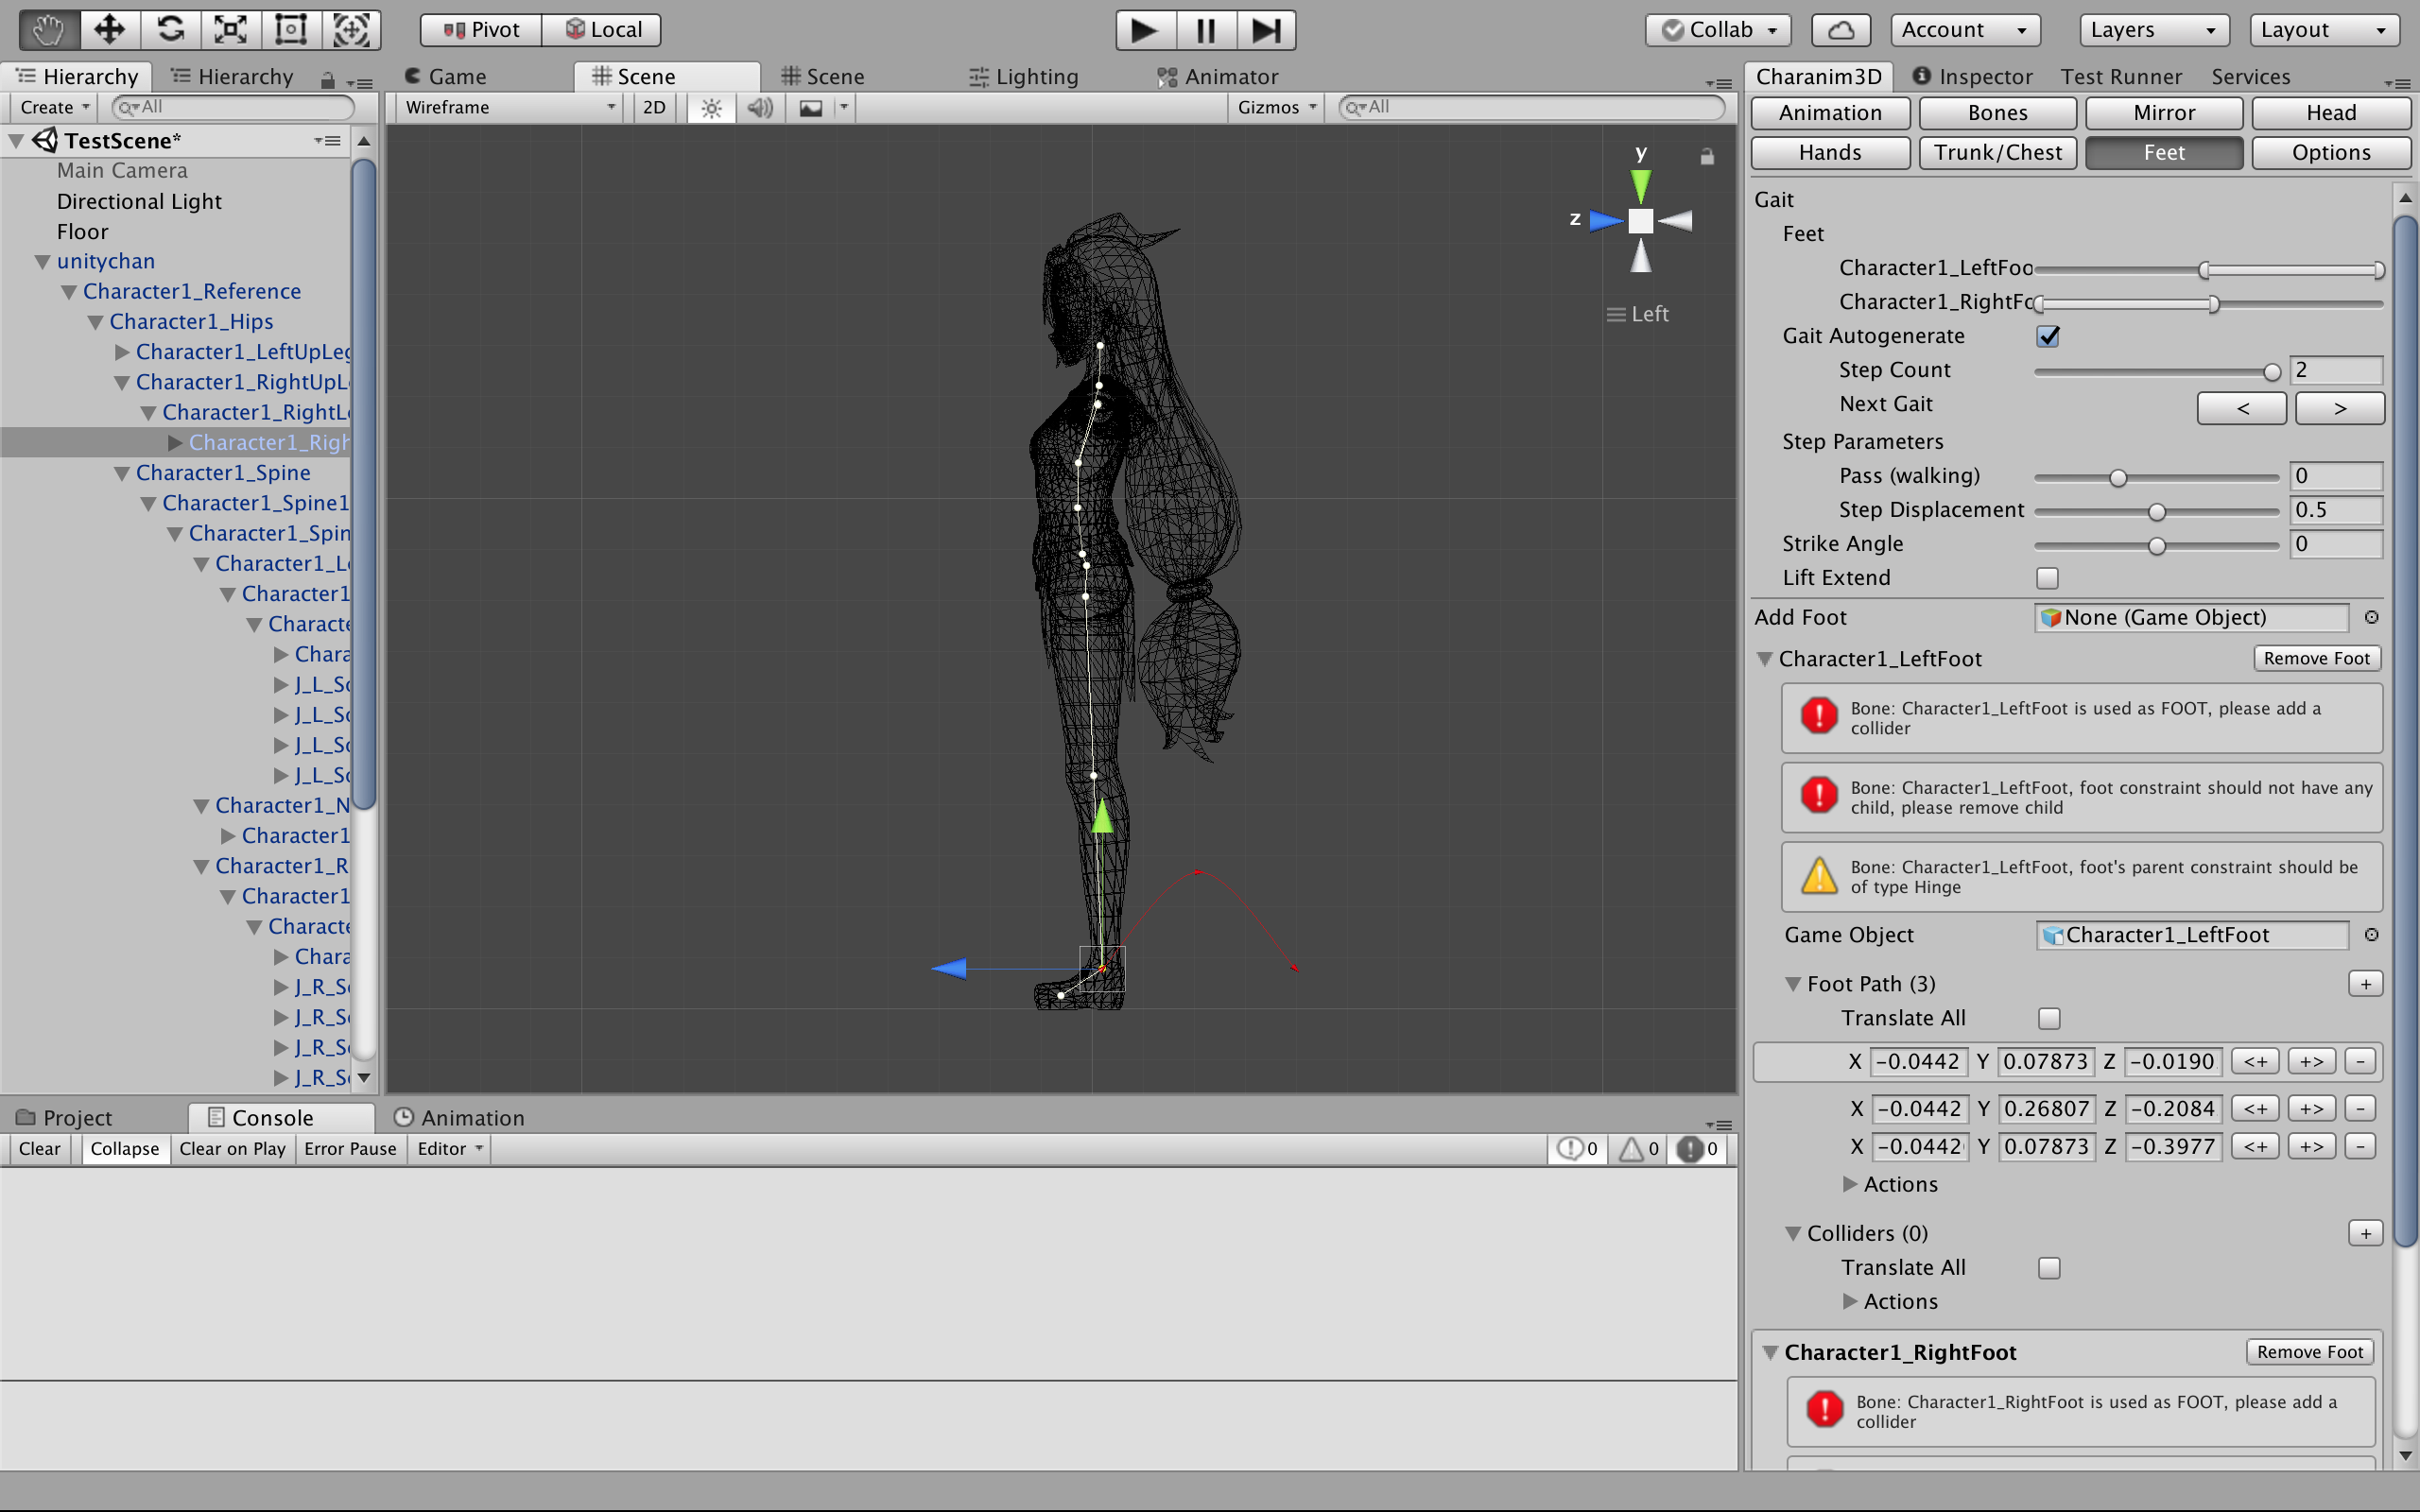 Pivot Local Collab Account Layers Layout
Hierarchy Hierarchy Game Scene Scene Lighting Animator Charanim3D Inspector Test Runner Services
Create All Wireframe 2D Gizmos All
Animation Bones Mirror Head
Hands Trunk/Chest Feet Options
TestScene*
Main Camera
Directional Light
Floor
unitychan
Character1_Reference
Character1_Hips
Character1_LeftUpLeg
Character1_RightUpL
Character1_RightL
Character1_Righ
Character1_Spine
Character1_Spine1
Character1_Spin
Character1_L
Character1
Characte
Chara
J_L_S
J_L_S
J_L_S
J_L_S
Character1_N
Character1
Character1_R
Character1
Characte
Chara
J_R_S
J_R_S
J_R_S
J_R_S
y
z
Left
Gait
Feet
Character1_LeftFoo
Character1_RightFo
Gait Autogenerate
Step Count 2
Next Gait < >
Step Parameters
Pass (walking) 0
Step Displacement 0.5
Strike Angle 0
Lift Extend
Add Foot None (Game Object)
Character1_LeftFoot Remove Foot
Bone: Character1_LeftFoot is used as FOOT, please add a
collider
Bone: Character1_LeftFoot, foot constraint should not have any
child, please remove child
Bone: Character1_LeftFoot, foot's parent constraint should be
of type Hinge
Game Object Character1_LeftFoot
Foot Path (3) +
Translate All
X -0.0442 Y 0.07873 Z -0.0190 <+ +> -
X -0.0442 Y 0.26807 Z -0.2084 <+ +> -
X -0.0442 Y 0.07873 Z -0.3977 <+ +> -
Actions
Colliders (0) +
Translate All
Actions
Character1_RightFoot Remove Foot
Bone: Character1_RightFoot is used as FOOT, please add a
collider
Project Console Animation
Clear Collapse Clear on Play Error Pause Editor 0 0 0